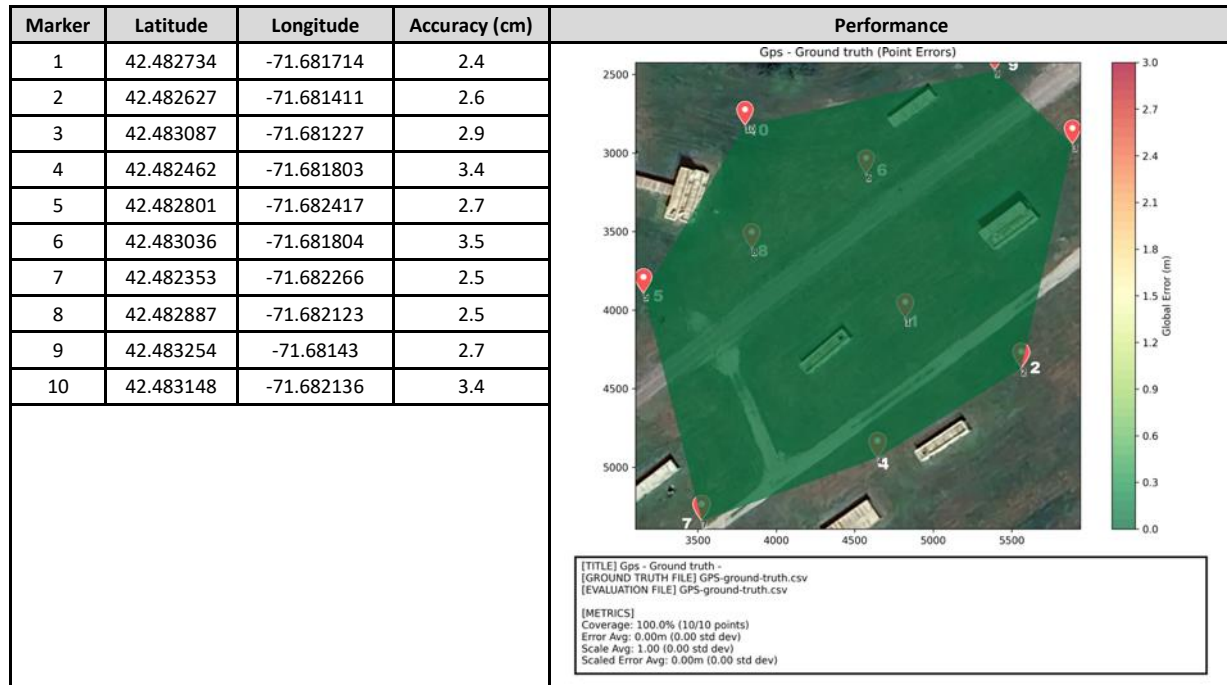 Marker Latitude Longitude Accuracy (cm) Performance
1 42.482734 -71.681714 2.4
2 42.482627 -71.681411 2.6
3 42.483087 -71.681227 2.9
4 42.482462 -71.681803 3.4
5 42.482801 -71.682417 2.7
6 42.483036 -71.681804 3.5
7 42.482353 -71.682266 2.5
8 42.482887 -71.682123 2.5
9 42.483254 -71.68143 2.7
10 42.483148 -71.682136 3.4
Gps - Ground truth (Point Errors)
2500
3000
3500
4000
4500
5000
3500 4000 4500 5000 5500
9
10
6
8
5
1
2
4
7
3.0
2.7
2.4
2.1
1.8
1.5
1.2
0.9
0.6
0.3
0.0
Global Error (m)
[TITLE] Gps - Ground truth -
[GROUND TRUTH FILE] GPS-ground-truth.csv
[EVALUATION FILE] GPS-ground-truth.csv
[METRICS]
Coverage: 100.0% (10/10 points)
Error Avg: 0.00m (0.00 std dev)
Scale Avg: 1.00 (0.00 std dev)
Scaled Error Avg: 0.00m (0.00 std dev)